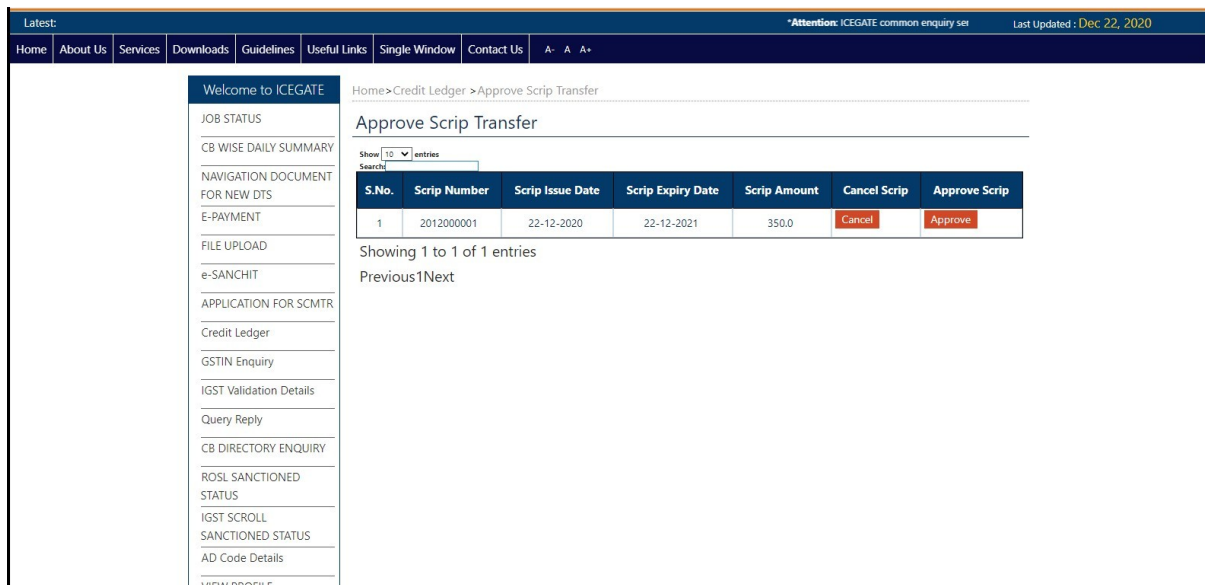 Latest: *Attention: ICEGATE common enquiry ser Last Updated : Dec 22, 2020
Home About Us Services Downloads Guidelines Useful Links Single Window Contact Us A- A A+
Welcome to ICEGATE
JOB STATUS
CB WISE DAILY SUMMARY
NAVIGATION DOCUMENT
FOR NEW DTS
E-PAYMENT
FILE UPLOAD
e-SANCHIT
APPLICATION FOR SCMTR
Credit Ledger
GSTIN Enquiry
IGST Validation Details
Query Reply
CB DIRECTORY ENQUIRY
ROSL SANCTIONED
STATUS
IGST SCROLL
SANCTIONED STATUS
AD Code Details
VIEW PROFILE
Home>Credit Ledger >Approve Scrip Transfer
Approve Scrip Transfer
Show 10 entries
Search:
S.No. Scrip Number Scrip Issue Date Scrip Expiry Date Scrip Amount Cancel Scrip Approve Scrip
1 2012000001 22-12-2020 22-12-2021 350.0 Cancel Approve
Showing 1 to 1 of 1 entries
Previous1Next